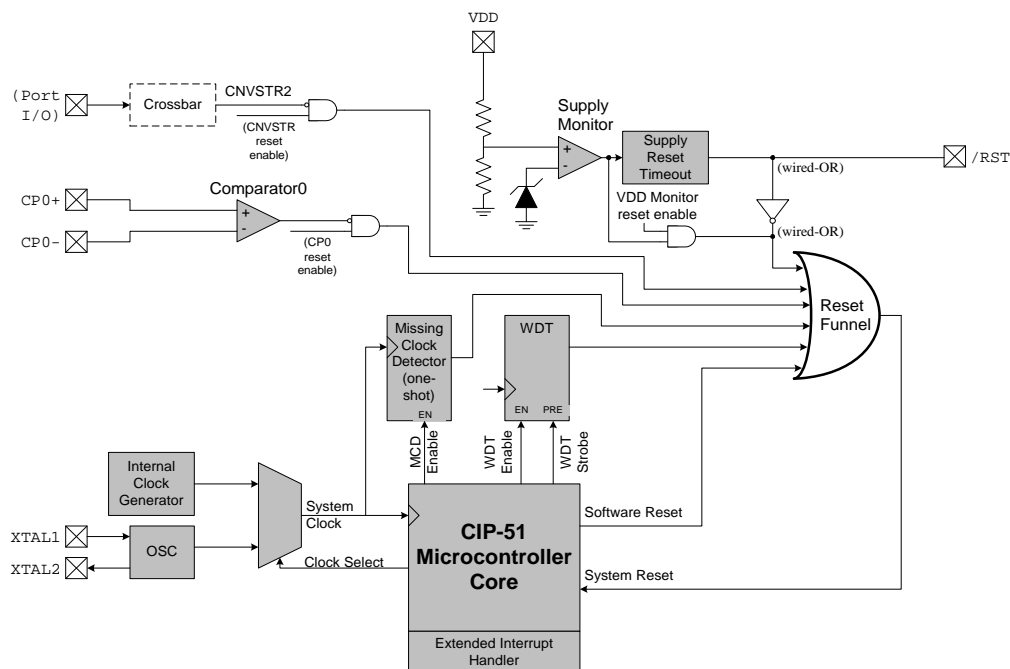 VDD
(Port
I/O)
Crossbar
CNVSTR2
(CNVSTR
reset
enable)
Supply
Monitor
+
-
Supply
Reset
Timeout
(wired-OR)
/RST
VDD Monitor
reset enable
(wired-OR)
CP0+
CP0-
Comparator0
+
-
(CP0
reset
enable)
Reset
Funnel
Missing
Clock
Detector
(one-
shot)
EN
WDT
EN
PRE
MCD
Enable
WDT
Enable
WDT
Strobe
Internal
Clock
Generator
System
Clock
XTAL1
XTAL2
OSC
Clock Select
CIP-51
Microcontroller
Core
Software Reset
System Reset
Extended Interrupt
Handler